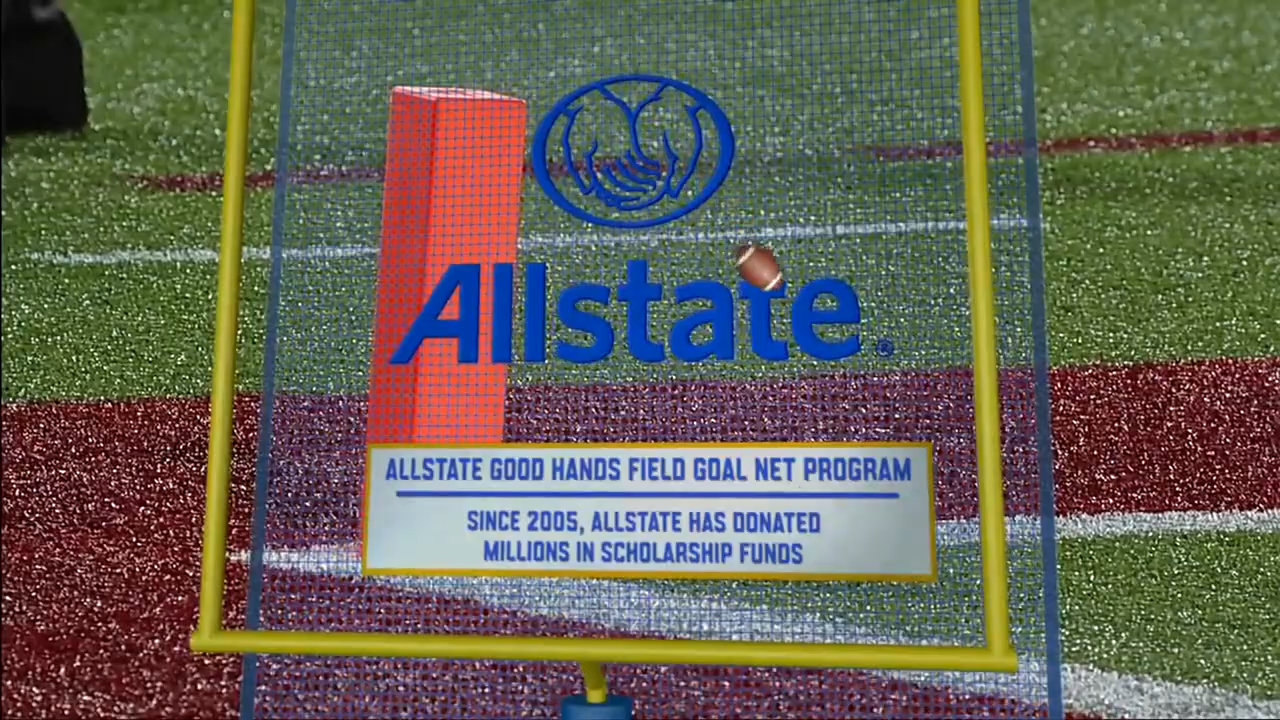 Allstate®
ALLSTATE GOOD HANDS FIELD GOAL NET PROGRAM
SINCE 2005, ALLSTATE HAS DONATED
MILLIONS IN SCHOLARSHIP FUNDS